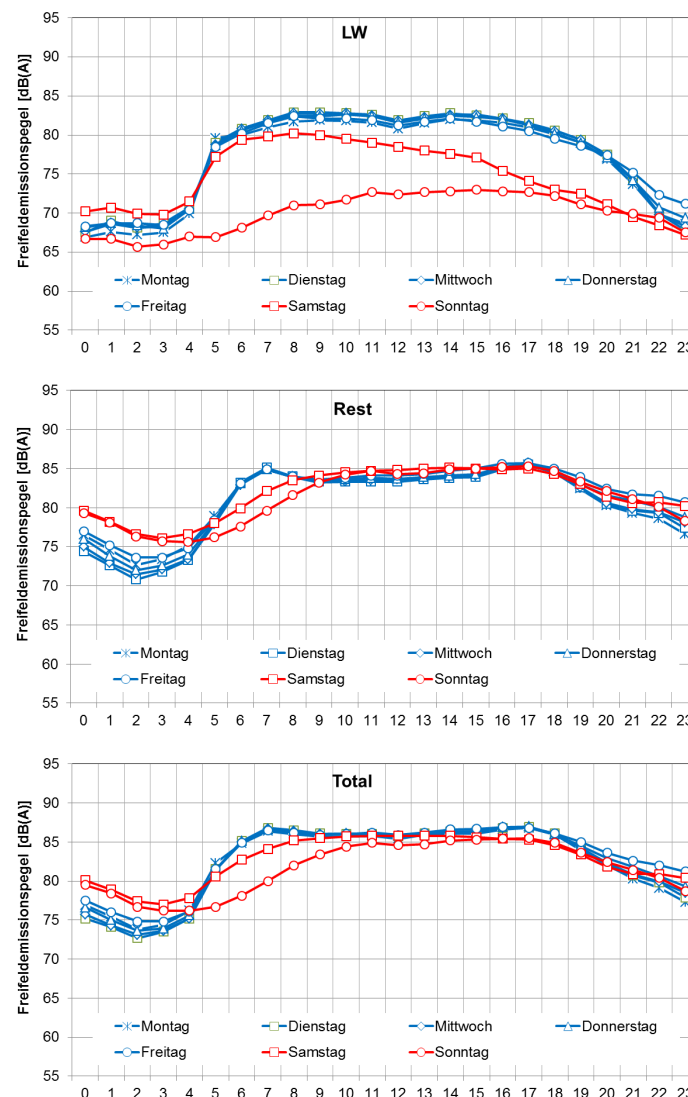 LW
Freifeldemissionspegel [dB(A)]
95
90
85
80
75
70
65
60
55
Montag Dienstag Mittwoch Donnerstag
Freitag Samstag Sonntag
0 1 2 3 4 5 6 7 8 9 10 11 12 13 14 15 16 17 18 19 20 21 22 23
Rest
Freifeldemissionspegel [dB(A)]
95
90
85
80
75
70
65
60
55
Montag Dienstag Mittwoch Donnerstag
Freitag Samstag Sonntag
0 1 2 3 4 5 6 7 8 9 10 11 12 13 14 15 16 17 18 19 20 21 22 23
Total
Freifeldemissionspegel [dB(A)]
95
90
85
80
75
70
65
60
55
Montag Dienstag Mittwoch Donnerstag
Freitag Samstag Sonntag
0 1 2 3 4 5 6 7 8 9 10 11 12 13 14 15 16 17 18 19 20 21 22 23